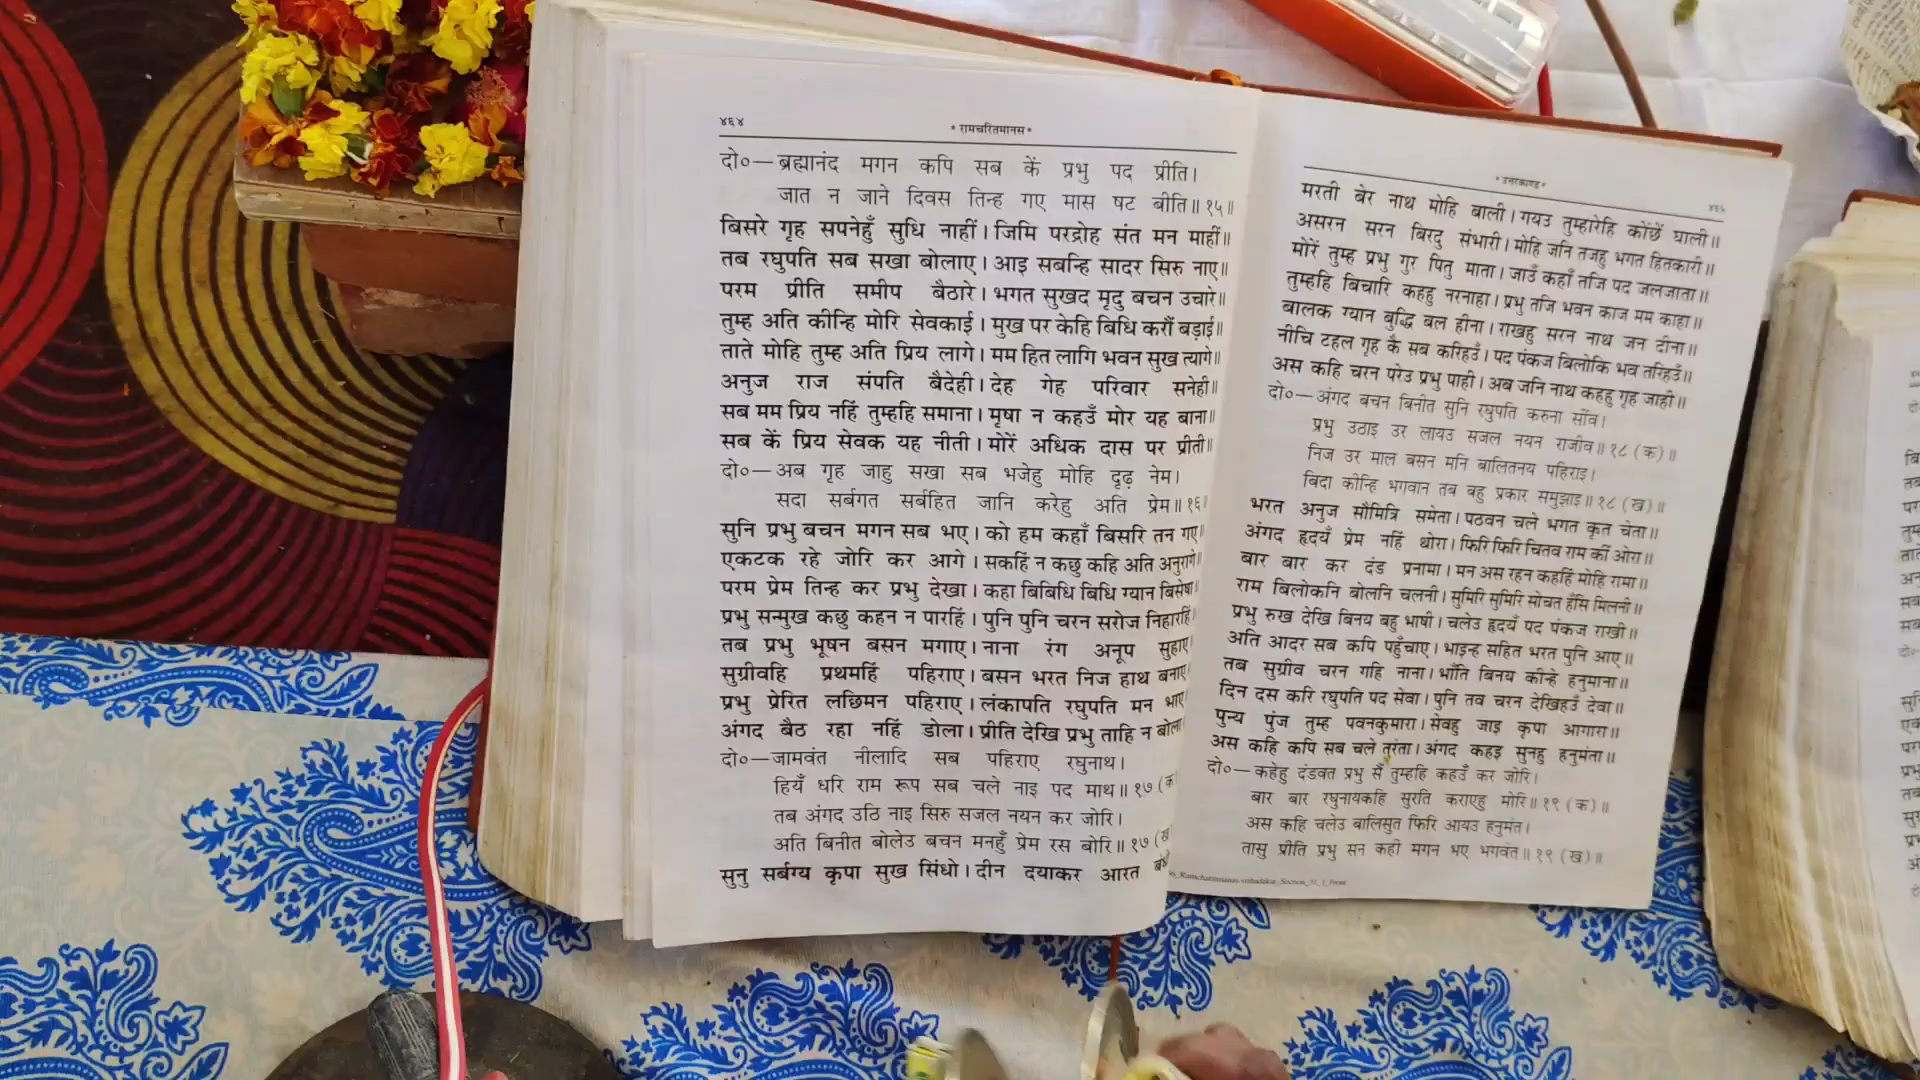 ४६४
* रामचरितमानस *
दो०—ब्रह्मानंद मगन कपि सब कें प्रभु पद प्रीति।
जात न जाने दिवस तिन्ह गए मास षट बीति॥ १५॥
बिसरे गृह सपनेहुँ सुधि नाहीं। जिमि परद्रोह संत मन माहीं॥
तब रघुपति सब सखा बोलाए। आइ सबन्हि सादर सिरु नाए॥
परम प्रीति समीप बैठारे। भगत सुखद मृदु बचन उचारे॥
तुम्ह अति कीन्हि मोरि सेवकाई। मुख पर केहि बिधि करौं बड़ाई॥
ताते मोहि तुम्ह अति प्रिय लागे। मम हित लागि भवन सुख त्यागे॥
अनुज राज संपति बैदेही। देह गेह परिवार सनेही॥
सब मम प्रिय नहिं तुम्हहि समाना। मृषा न कहउँ मोर यह बाना॥
सब कें प्रिय सेवक यह नीती। मोरें अधिक दास पर प्रीती॥
दो०—अब गृह जाहु सखा सब भजेहु मोहि दृढ़ नेम।
सदा सर्बगत सर्बहित जानि करेहु अति प्रेम॥ १६॥
सुनि प्रभु बचन मगन सब भए। को हम कहाँ बिसरि तन गए॥
एकटक रहे जोरि कर आगे। सकहिं न कछु कहि अति अनुरागे॥
परम प्रेम तिन्ह कर प्रभु देखा। कहा बिबिधि बिधि ग्यान बिसेषा॥
प्रभु सन्मुख कछु कहन न पारहिं। पुनि पुनि चरन सरोज निहारहिं॥
तब प्रभु भूषन बसन मगाए। नाना रंग अनूप सुहाए॥
सुग्रीवहि प्रथमहिं पहिराए। बसन भरत निज हाथ बनाए॥
प्रभु प्रेरित लछिमन पहिराए। लंकापति रघुपति मन भाए॥
अंगद बैठ रहा नहिं डोला। प्रीति देखि प्रभु ताहि न बोला॥
दो०—जामवंत नीलादि सब पहिराए रघुनाथ।
हियँ धरि राम रूप सब चले नाइ पद माथ॥ १७ (क
तब अंगद उठि नाइ सिरु सजल नयन कर जोरि।
अति बिनीत बोलेउ बचन मनहुँ प्रेम रस बोरि॥ १७ (ख
सुनु सर्बग्य कृपा सुख सिंधो। दीन दयाकर आरत बंधो
* उत्तरकाण्ड *
४६५
मरती बेर नाथ मोहि बाली। गयउ तुम्हारेहि कोंछें घाली॥
असरन सरन बिरदु संभारी। मोहि जनि तजहु भगत हितकारी॥
मोरें तुम्ह प्रभु गुर पितु माता। जाउँ कहाँ तजि पद जलजाता॥
तुम्हहि बिचारि कहहु नरनाहा। प्रभु तजि भवन काज मम काहा॥
बालक ग्यान बुद्धि बल हीना। राखहु सरन नाथ जन दीना॥
नीचि टहल गृह कै सब करिहउँ। पद पंकज बिलोकि भव तरिहउँ॥
अस कहि चरन परेउ प्रभु पाही। अब जनि नाथ कहहु गृह जाही॥
दो०—अंगद बचन बिनीत सुनि रघुपति करुना सींव।
प्रभु उठाइ उर लायउ सजल नयन राजीव॥ १८ (क)॥
निज उर माल बसन मनि बालितनय पहिराइ।
बिदा कीन्हि भगवान तब बहु प्रकार समुझाइ॥ १८ (ख)॥
भरत अनुज सौमित्रि समेता। पठवन चले भगत कृत चेता॥
अंगद हृदयँ प्रेम नहिं थोरा। फिरि फिरि चितव राम कीं ओरा॥
बार बार कर दंड प्रनामा। मन अस रहन कहहिं मोहि रामा॥
राम बिलोकनि बोलनि चलनी। सुमिरि सुमिरि सोचत हँसि मिलनी॥
प्रभु रुख देखि बिनय बहु भाषी। चलेउ हृदयँ पद पंकज राखी॥
अति आदर सब कपि पहुँचाए। भाइन्ह सहित भरत पुनि आए॥
तब सुग्रीव चरन गहि नाना। भाँति बिनय कीन्हे हनुमाना॥
दिन दस करि रघुपति पद सेवा। पुनि तव चरन देखिहउँ देवा॥
पुन्य पुंज तुम्ह पवनकुमारा। सेवहु जाइ कृपा आगारा॥
अस कहि कपि सब चले तुरंता। अंगद कहइ सुनहु हनुमंता॥
दो०—कहेहु दंडवत प्रभु सैं तुम्हहि कहउँ कर जोरि।
बार बार रघुनायकहि सुरति कराएहु मोरि॥ १९ (क)॥
अस कहि चलेउ बालिसुत फिरि आयउ हनुमंत।
तासु प्रीति प्रभु सन कही मगन भए भगवंत॥ १९ (ख)॥